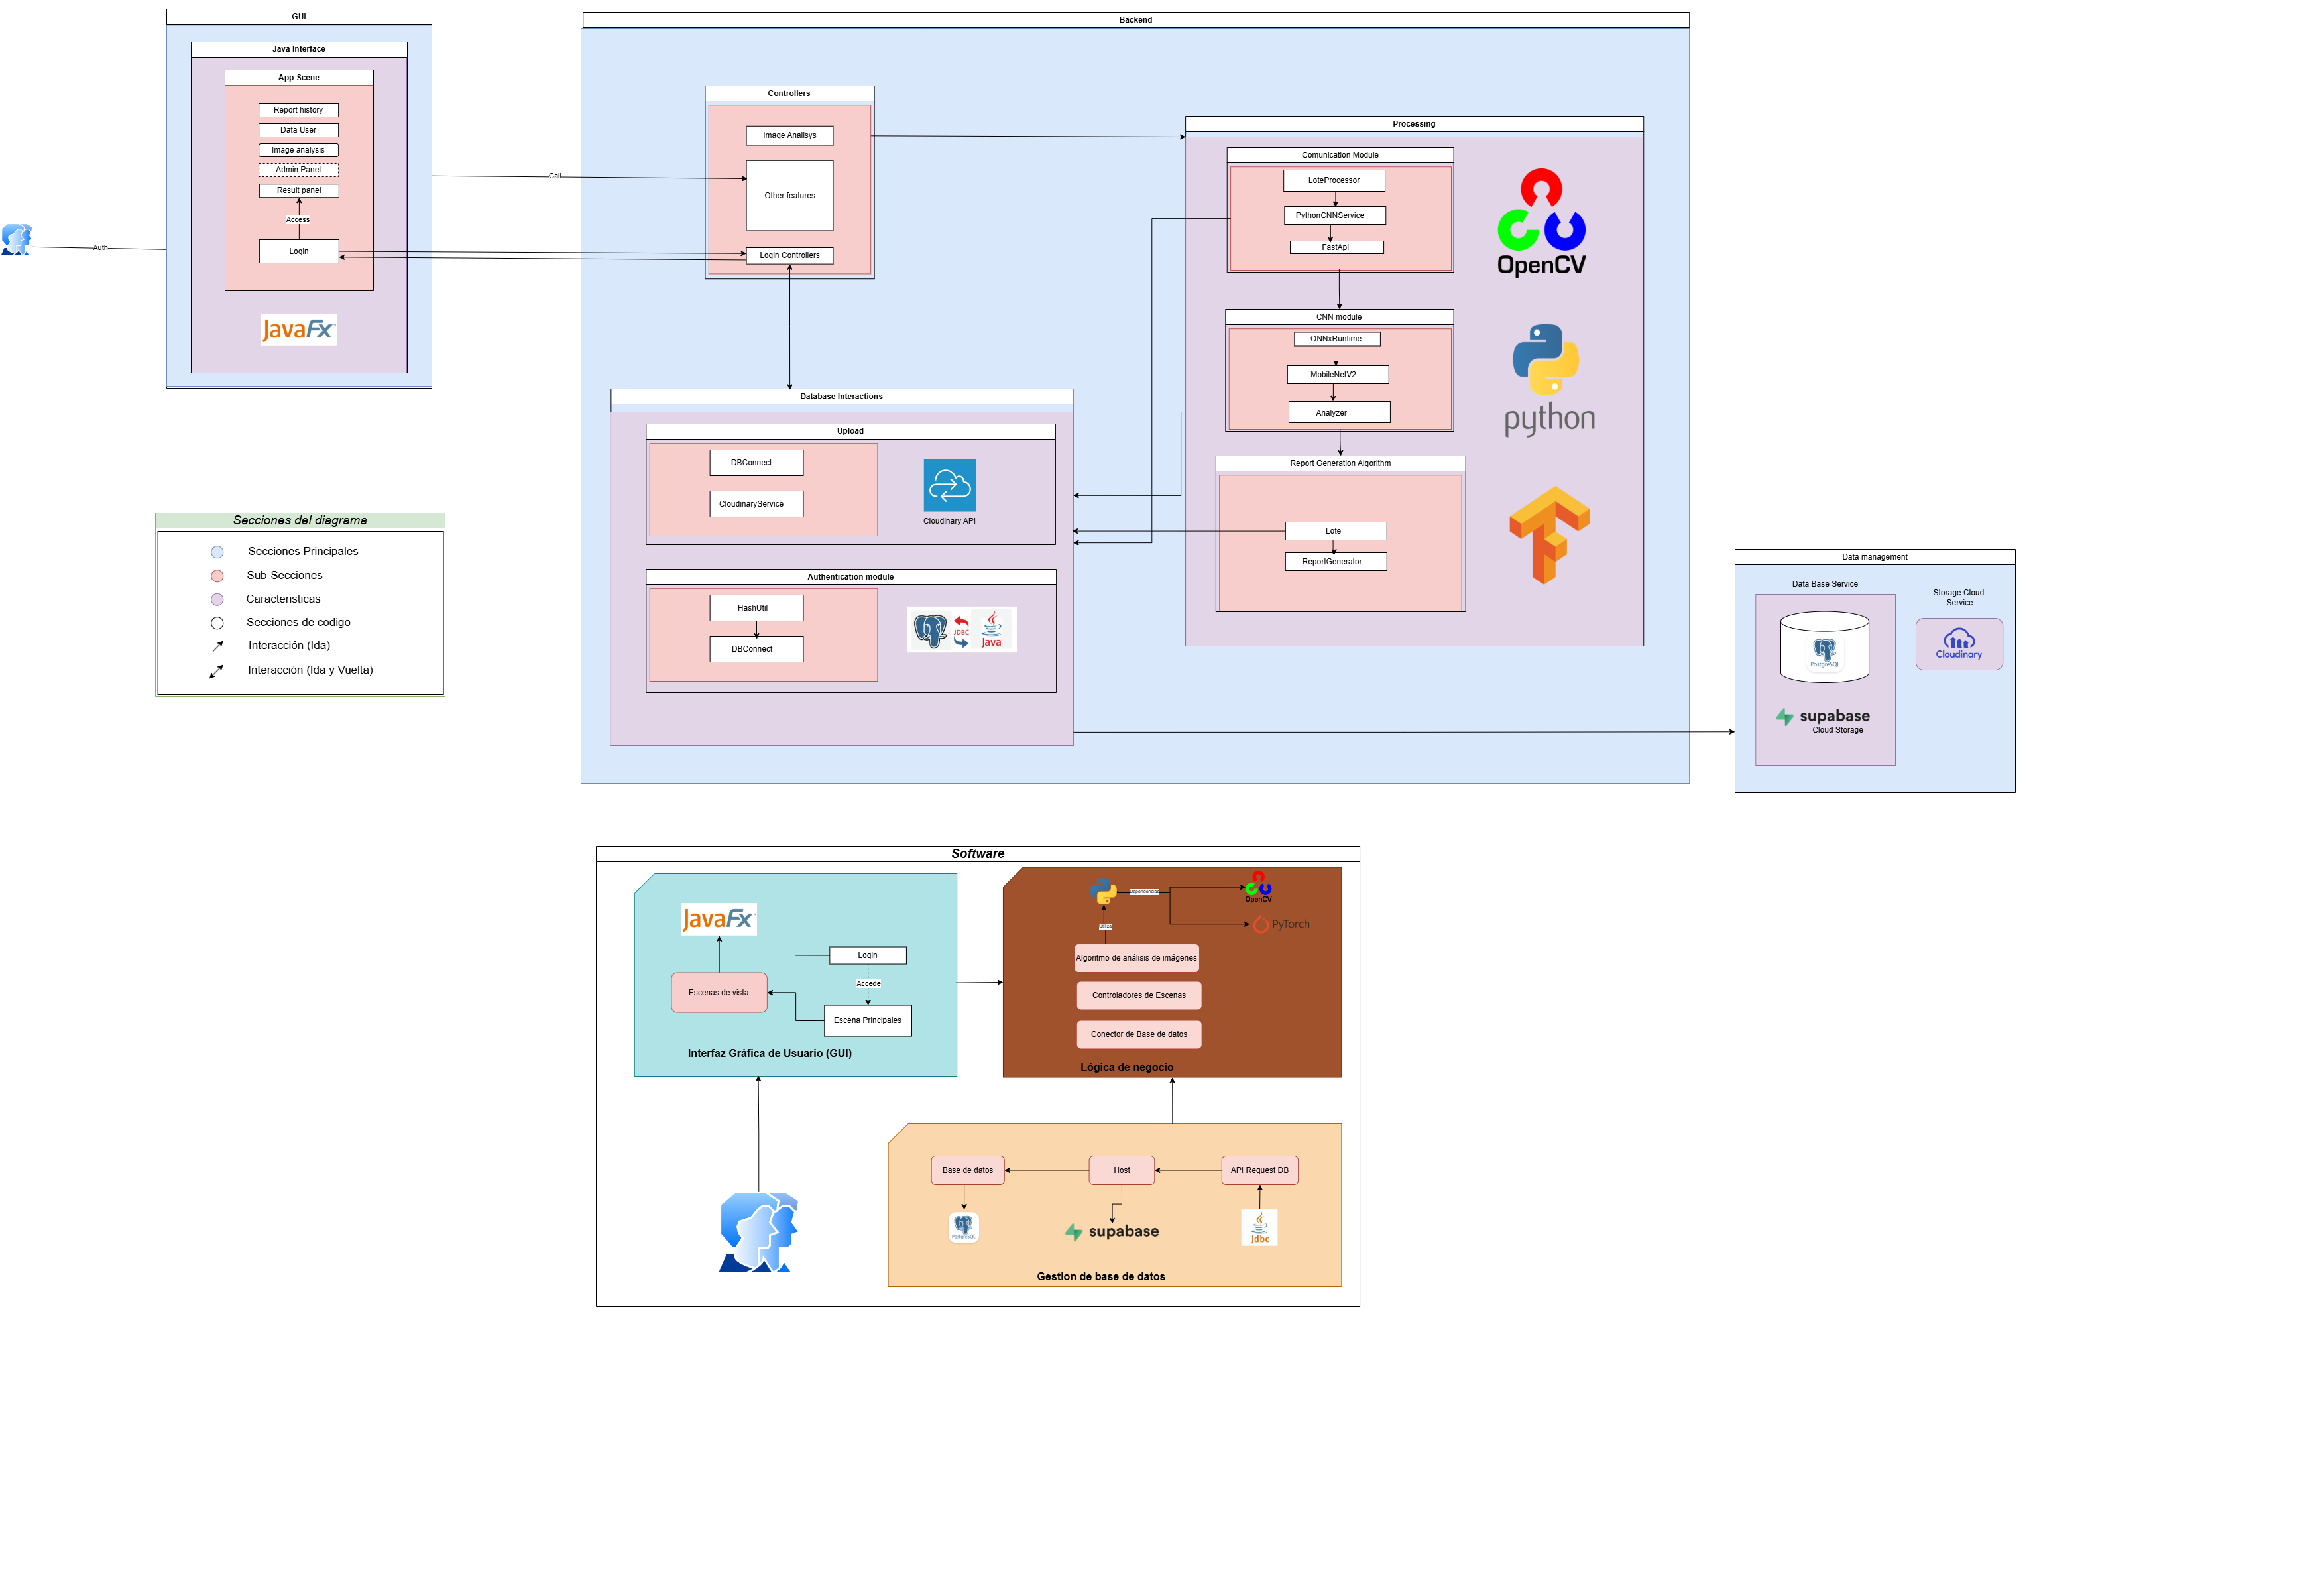 GUI
Java Interface
App Scene
Report history
Data User
Image analysis
Admin Panel
Result panel
Access
Login
JavaFx
Auth
Call
Backend
Controllers
Image Analisys
Other features
Login Controllers
Processing
Comunication Module
LoteProcessor
PythonCNNService
FastApi
OpenCV
CNN module
ONNxRuntime
MobileNetV2
Analyzer
python
Report Generation Algorithm
Lote
ReportGenerator
Database Interactions
Upload
DBConnect
CloudinaryService
Cloudinary API
Authentication module
HashUtil
DBConnect
JDBC
Java
Secciones del diagrama
Secciones Principales
Sub-Secciones
Caracteristicas
Secciones de codigo
Interacción (Ida)
Interacción (Ida y Vuelta)
Data management
Data Base Service
PostgreSQL
supabase
Cloud Storage
Storage Cloud
Service
Cloudinary
Software
JavaFx
Login
Accede
Escenas de vista
Escena Principales
Interfaz Gráfica de Usuario (GUI)
Dependencias
OpenCV
PyTorch
Utiliza
Algoritmo de análisis de imágenes
Controladores de Escenas
Conector de Base de datos
Lógica de negocio
Base de datos
Host
API Request DB
PostgreSQL
supabase
Jdbc
Gestion de base de datos